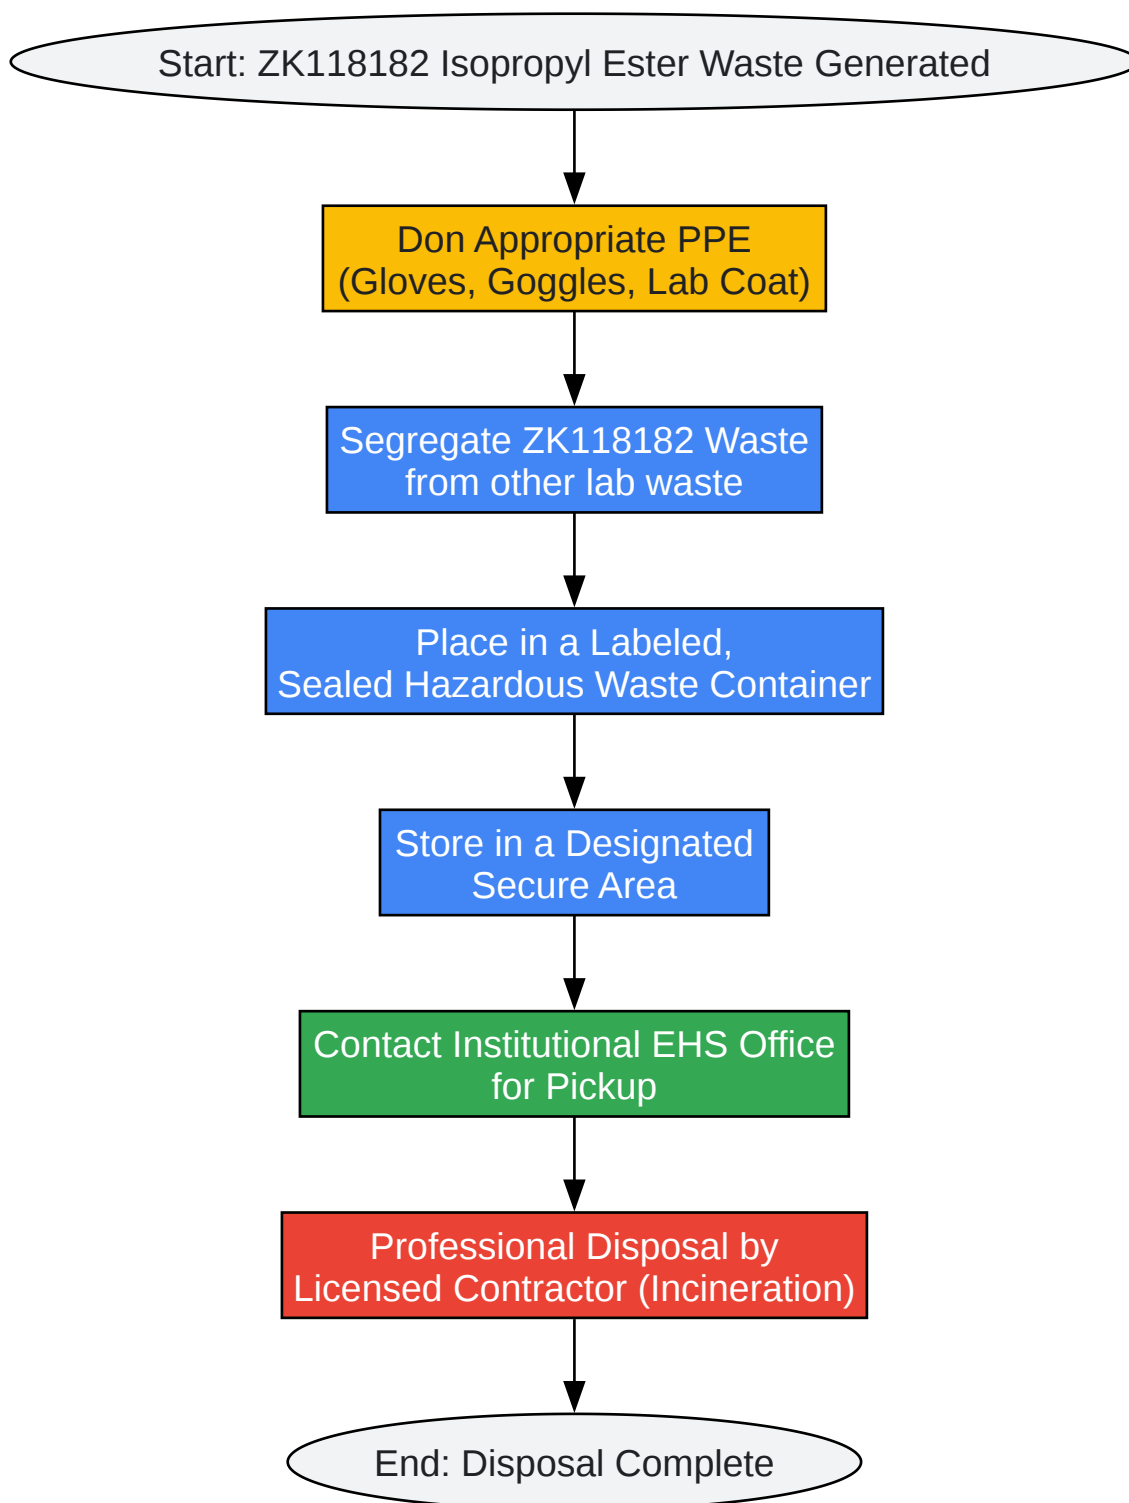 Start: ZK118182 Isopropyl Ester Waste Generated
Don Appropriate PPE
(Gloves, Goggles, Lab Coat)
Segregate ZK118182 Waste
from other lab waste
Place in a Labeled,
Sealed Hazardous Waste Container
Store in a Designated
Secure Area
Contact Institutional EHS Office
for Pickup
Professional Disposal by
Licensed Contractor (Incineration)
End: Disposal Complete